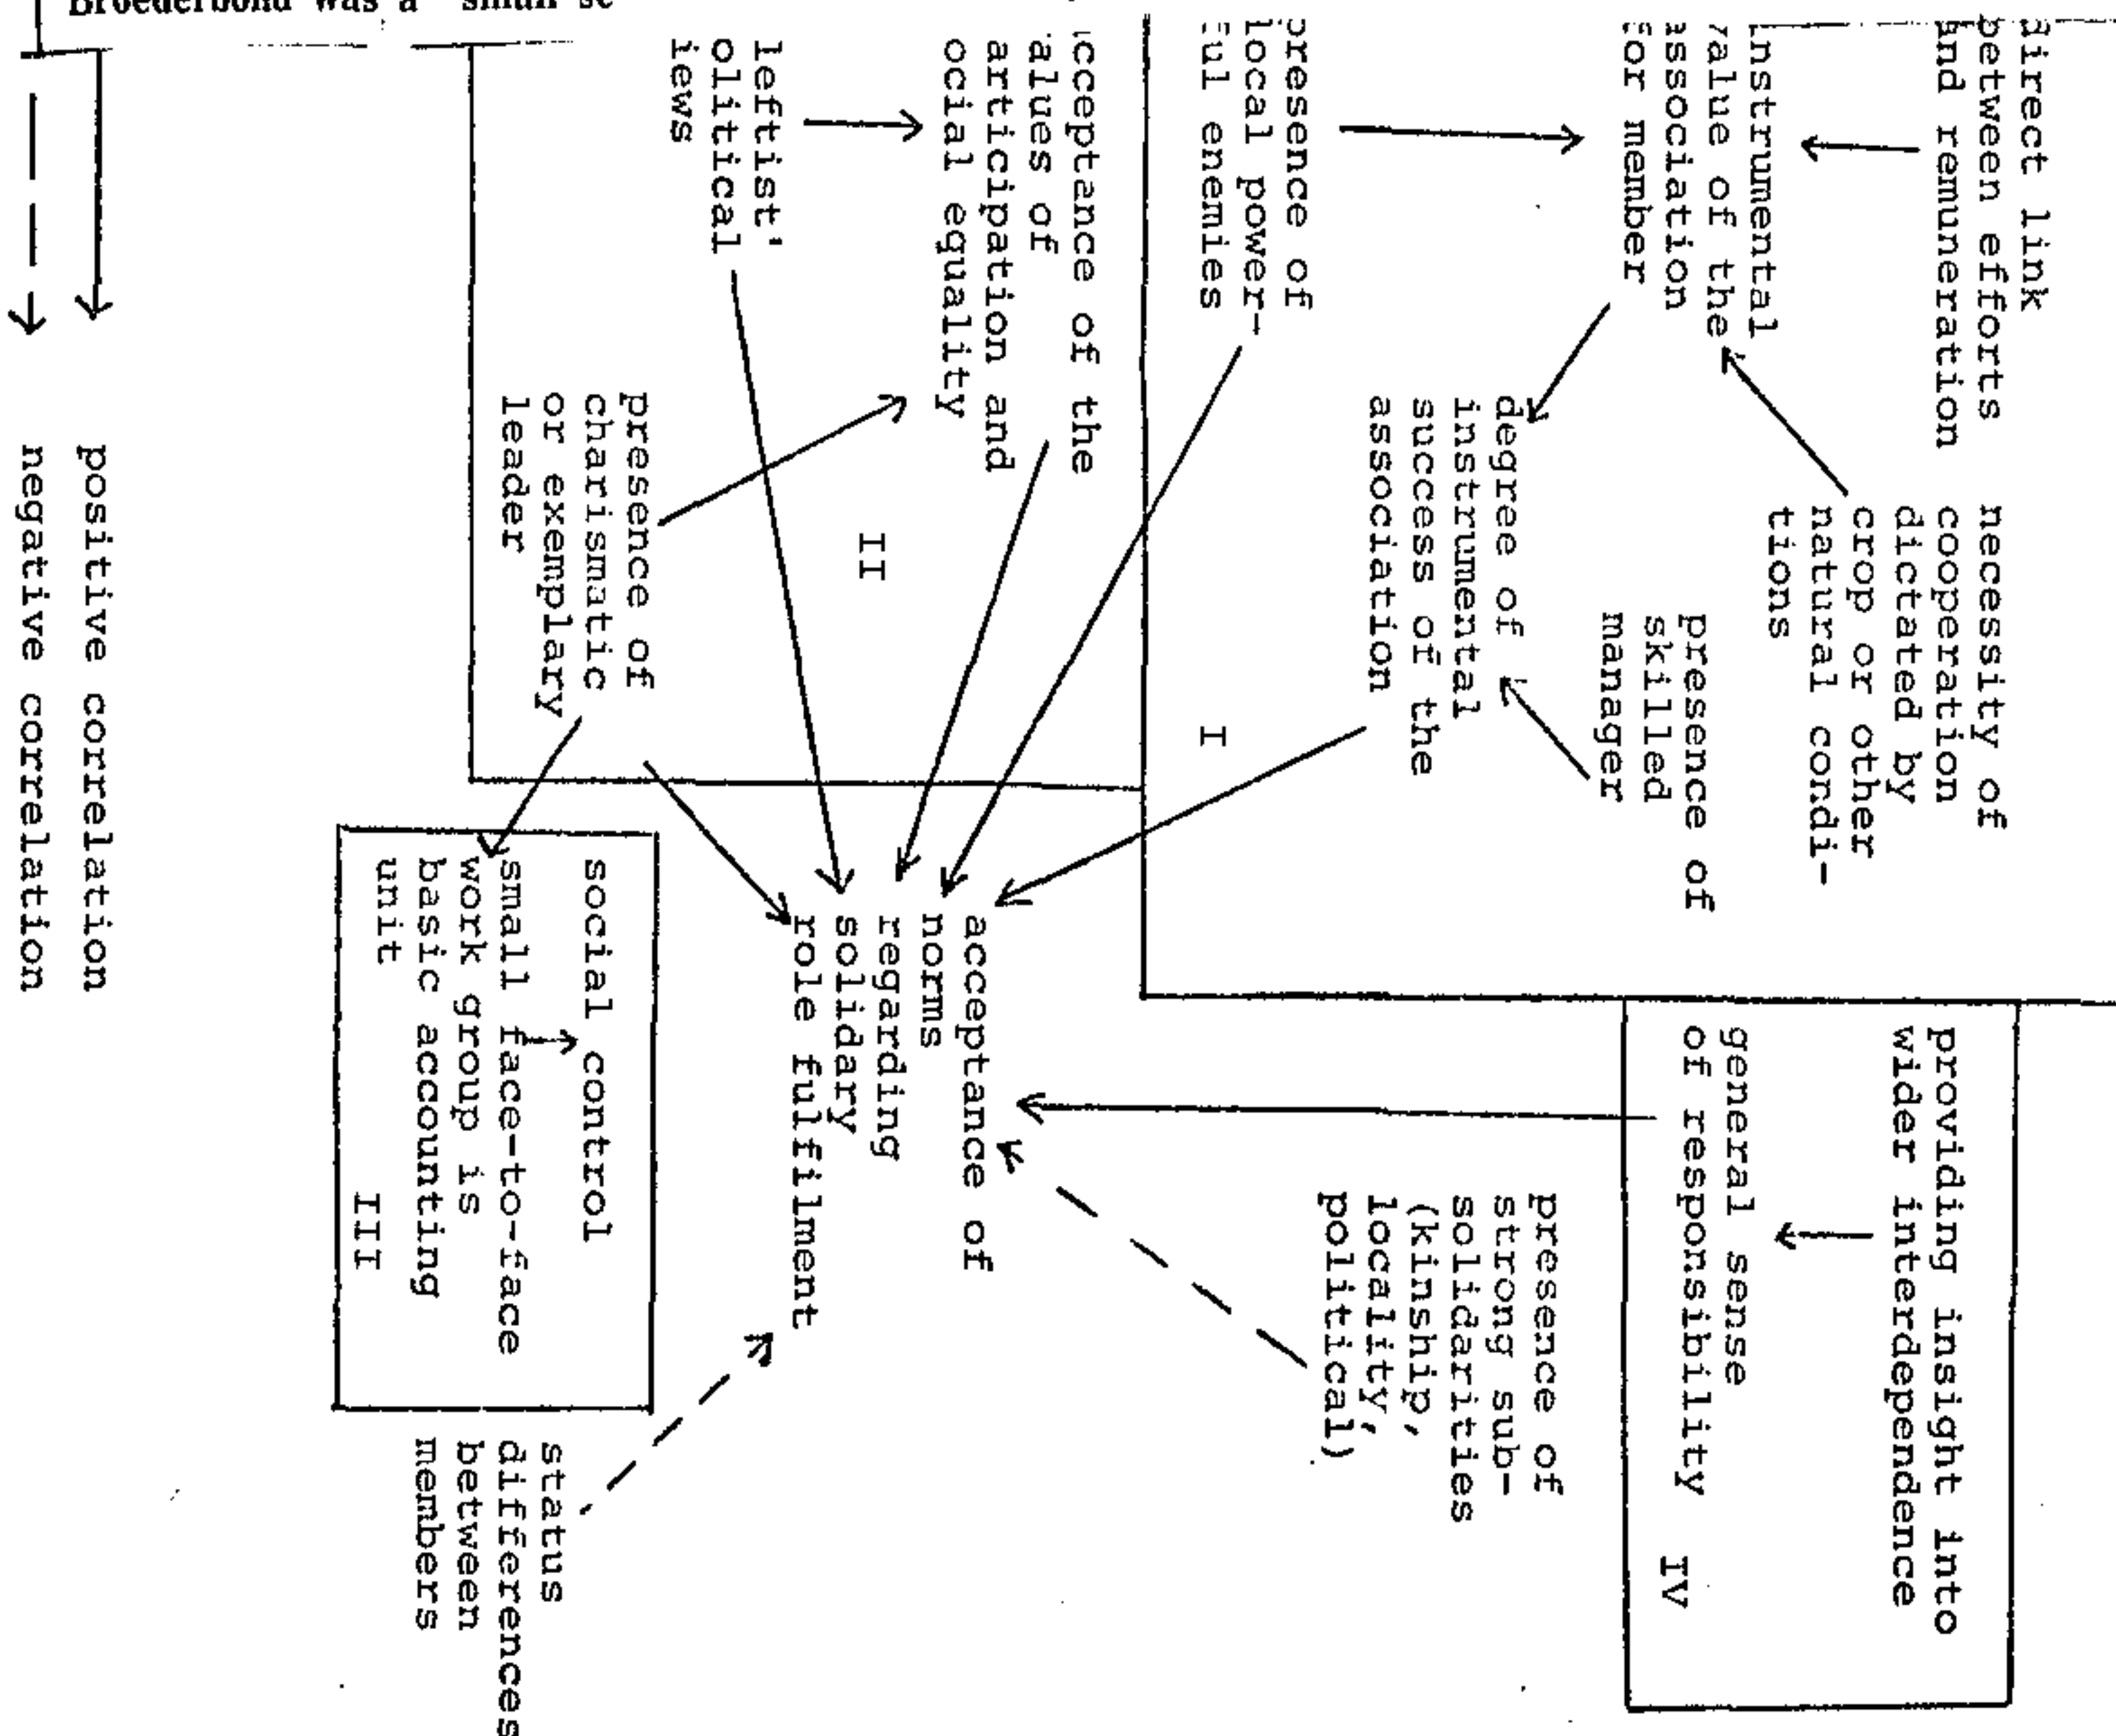 Broederbond was a small se
direct link
between efforts
and remuneration
necessity of
cooperation
dictated by
crop or other
natural condi-
tions
instrumental
value of the
association
for member
presence of
skilled
manager
degree of
instrumental
success of the
association
presence of
local power-
ful enemies
I
providing insight into
wider interdependence
general sense
of responsibility
IV
presence of
strong sub-
solidarities
(kinship,
locality,
political)
cceptance of the
alues of
articipation and
ocial equality
leftist'
olitical
iews
II
presence of
charismatic
or exemplary
leader
acceptance of
norms
regarding
solidary
role fulfilment
social control
small face-to-face
work group is
basic accounting
unit
III
status
differences
between
members
positive correlation
negative correlation